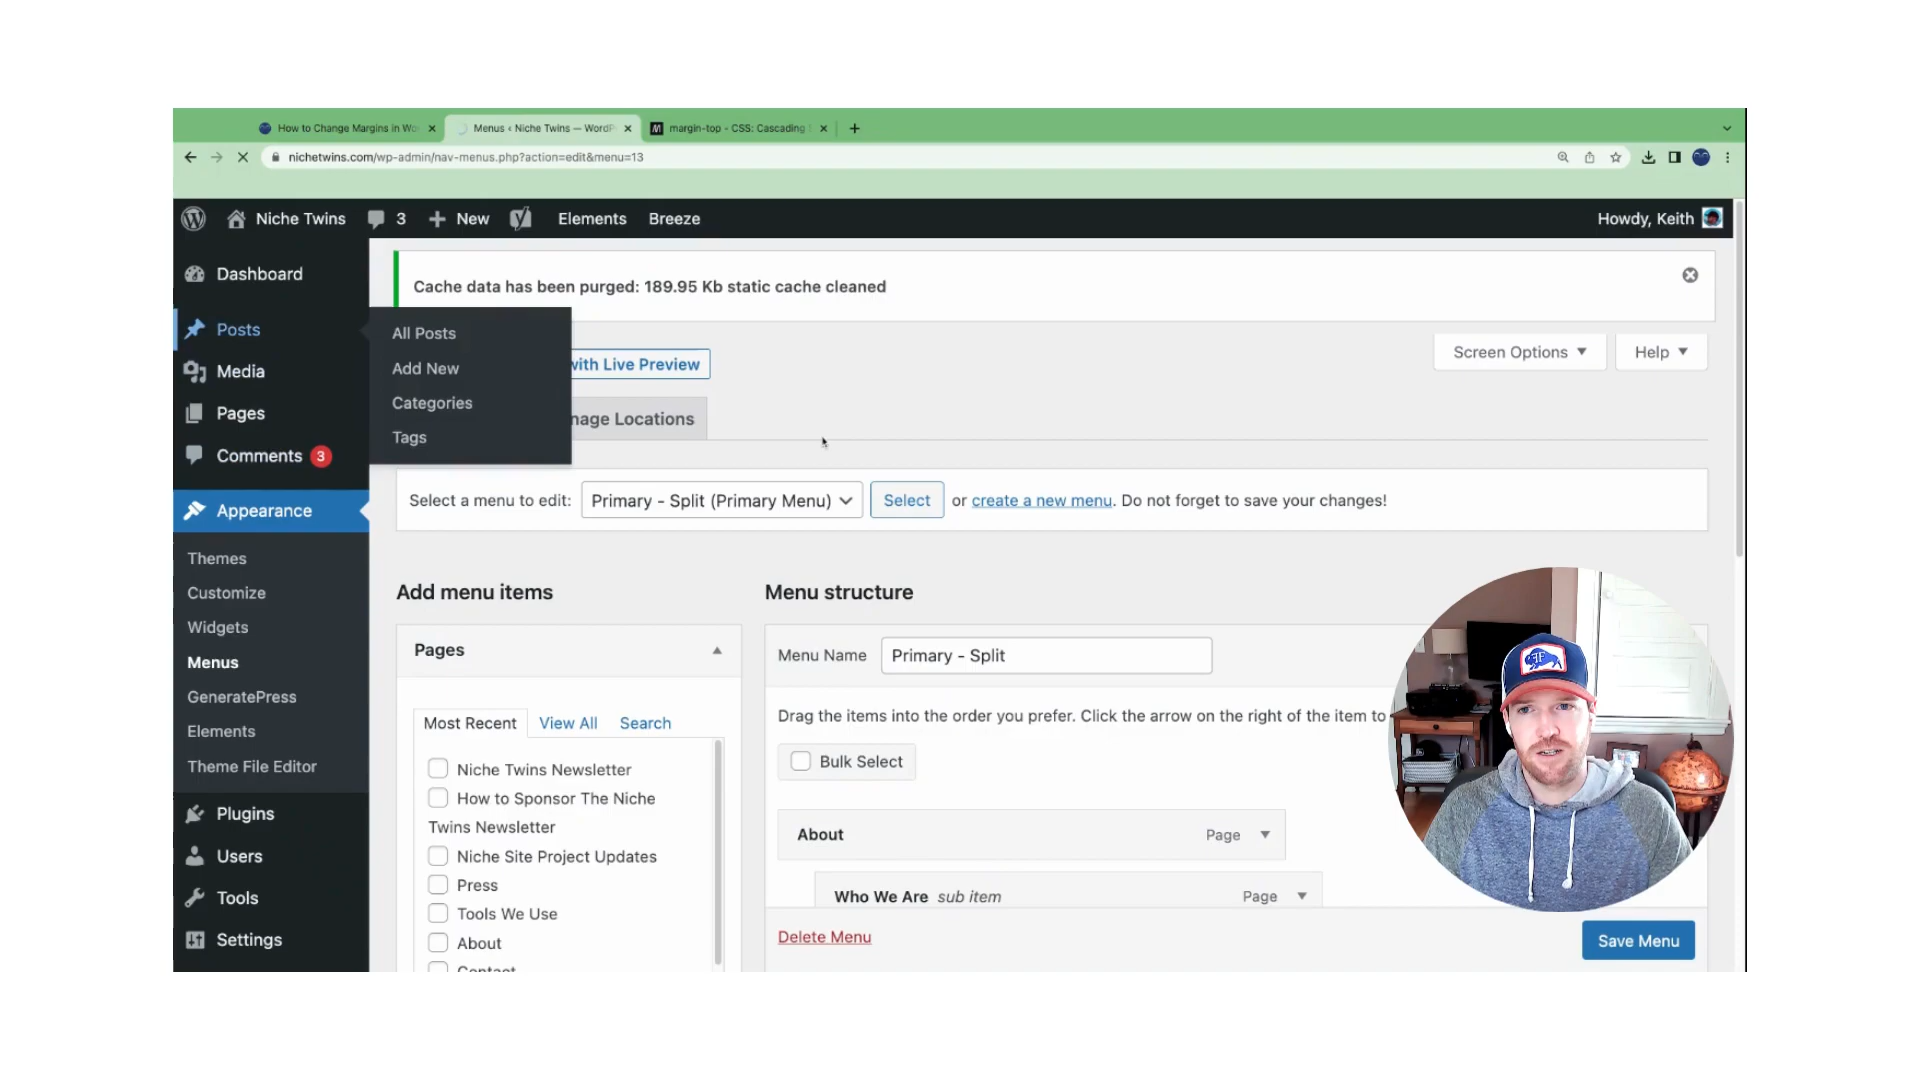 How to Change Margins in Wo
Menus ‹ Niche Twins — WordP
margin-top - CSS: Cascading
nichetwins.com/wp-admin/nav-menus.php?action=edit&menu=13
Niche Twins
3
New
Elements
Breeze
Howdy, Keith
Dashboard
Posts
Media
Pages
Comments 3
Appearance
Themes
Customize
Widgets
Menus
GeneratePress
Elements
Theme File Editor
Plugins
Users
Tools
Settings
All Posts
Add New
Categories
Tags
Cache data has been purged: 189.95 Kb static cache cleaned
with Live Preview
Screen Options
Help
nage Locations
Select a menu to edit: Primary - Split (Primary Menu) Select or create a new menu. Do not forget to save your changes!
Add menu items
Pages
Most Recent View All Search
Niche Twins Newsletter
How to Sponsor The Niche
Twins Newsletter
Niche Site Project Updates
Press
Tools We Use
About
Contact
Menu structure
Menu Name Primary - Split
Drag the items into the order you prefer. Click the arrow on the right of the item to
Bulk Select
About Page
Who We Are sub item Page
Delete Menu
Save Menu